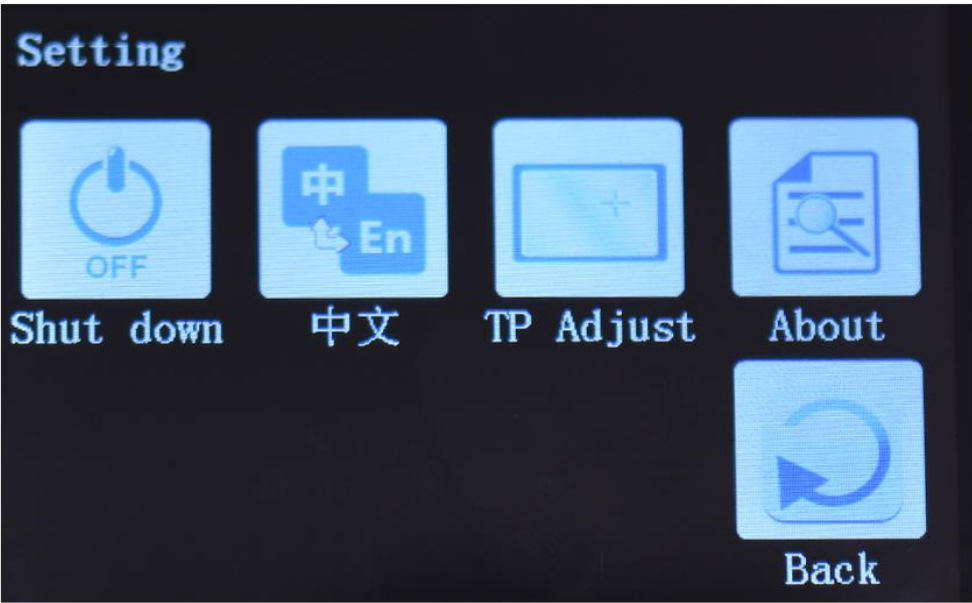 Setting
OFF
中
En
Shut down
中文
TP Adjust
About
Back